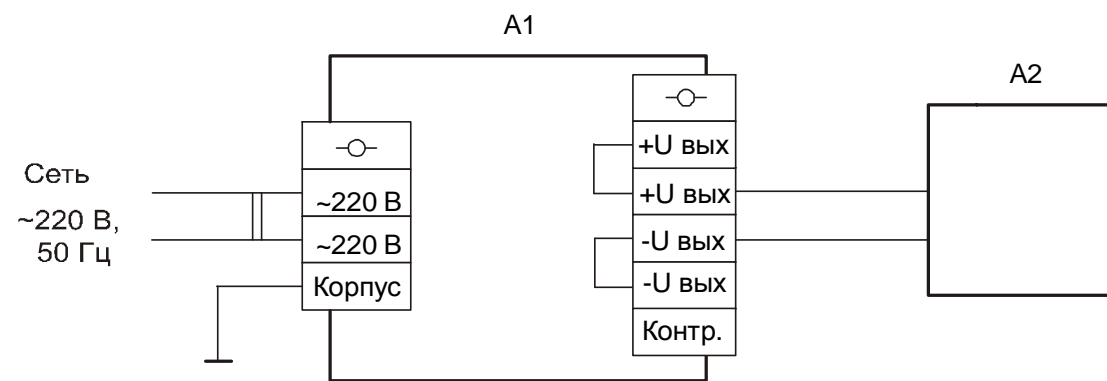 A1
A2
Сеть
~220 В,
50 Гц
~220 В
~220 В
Корпус
+U вых
+U вых
-U вых
-U вых
Контр.